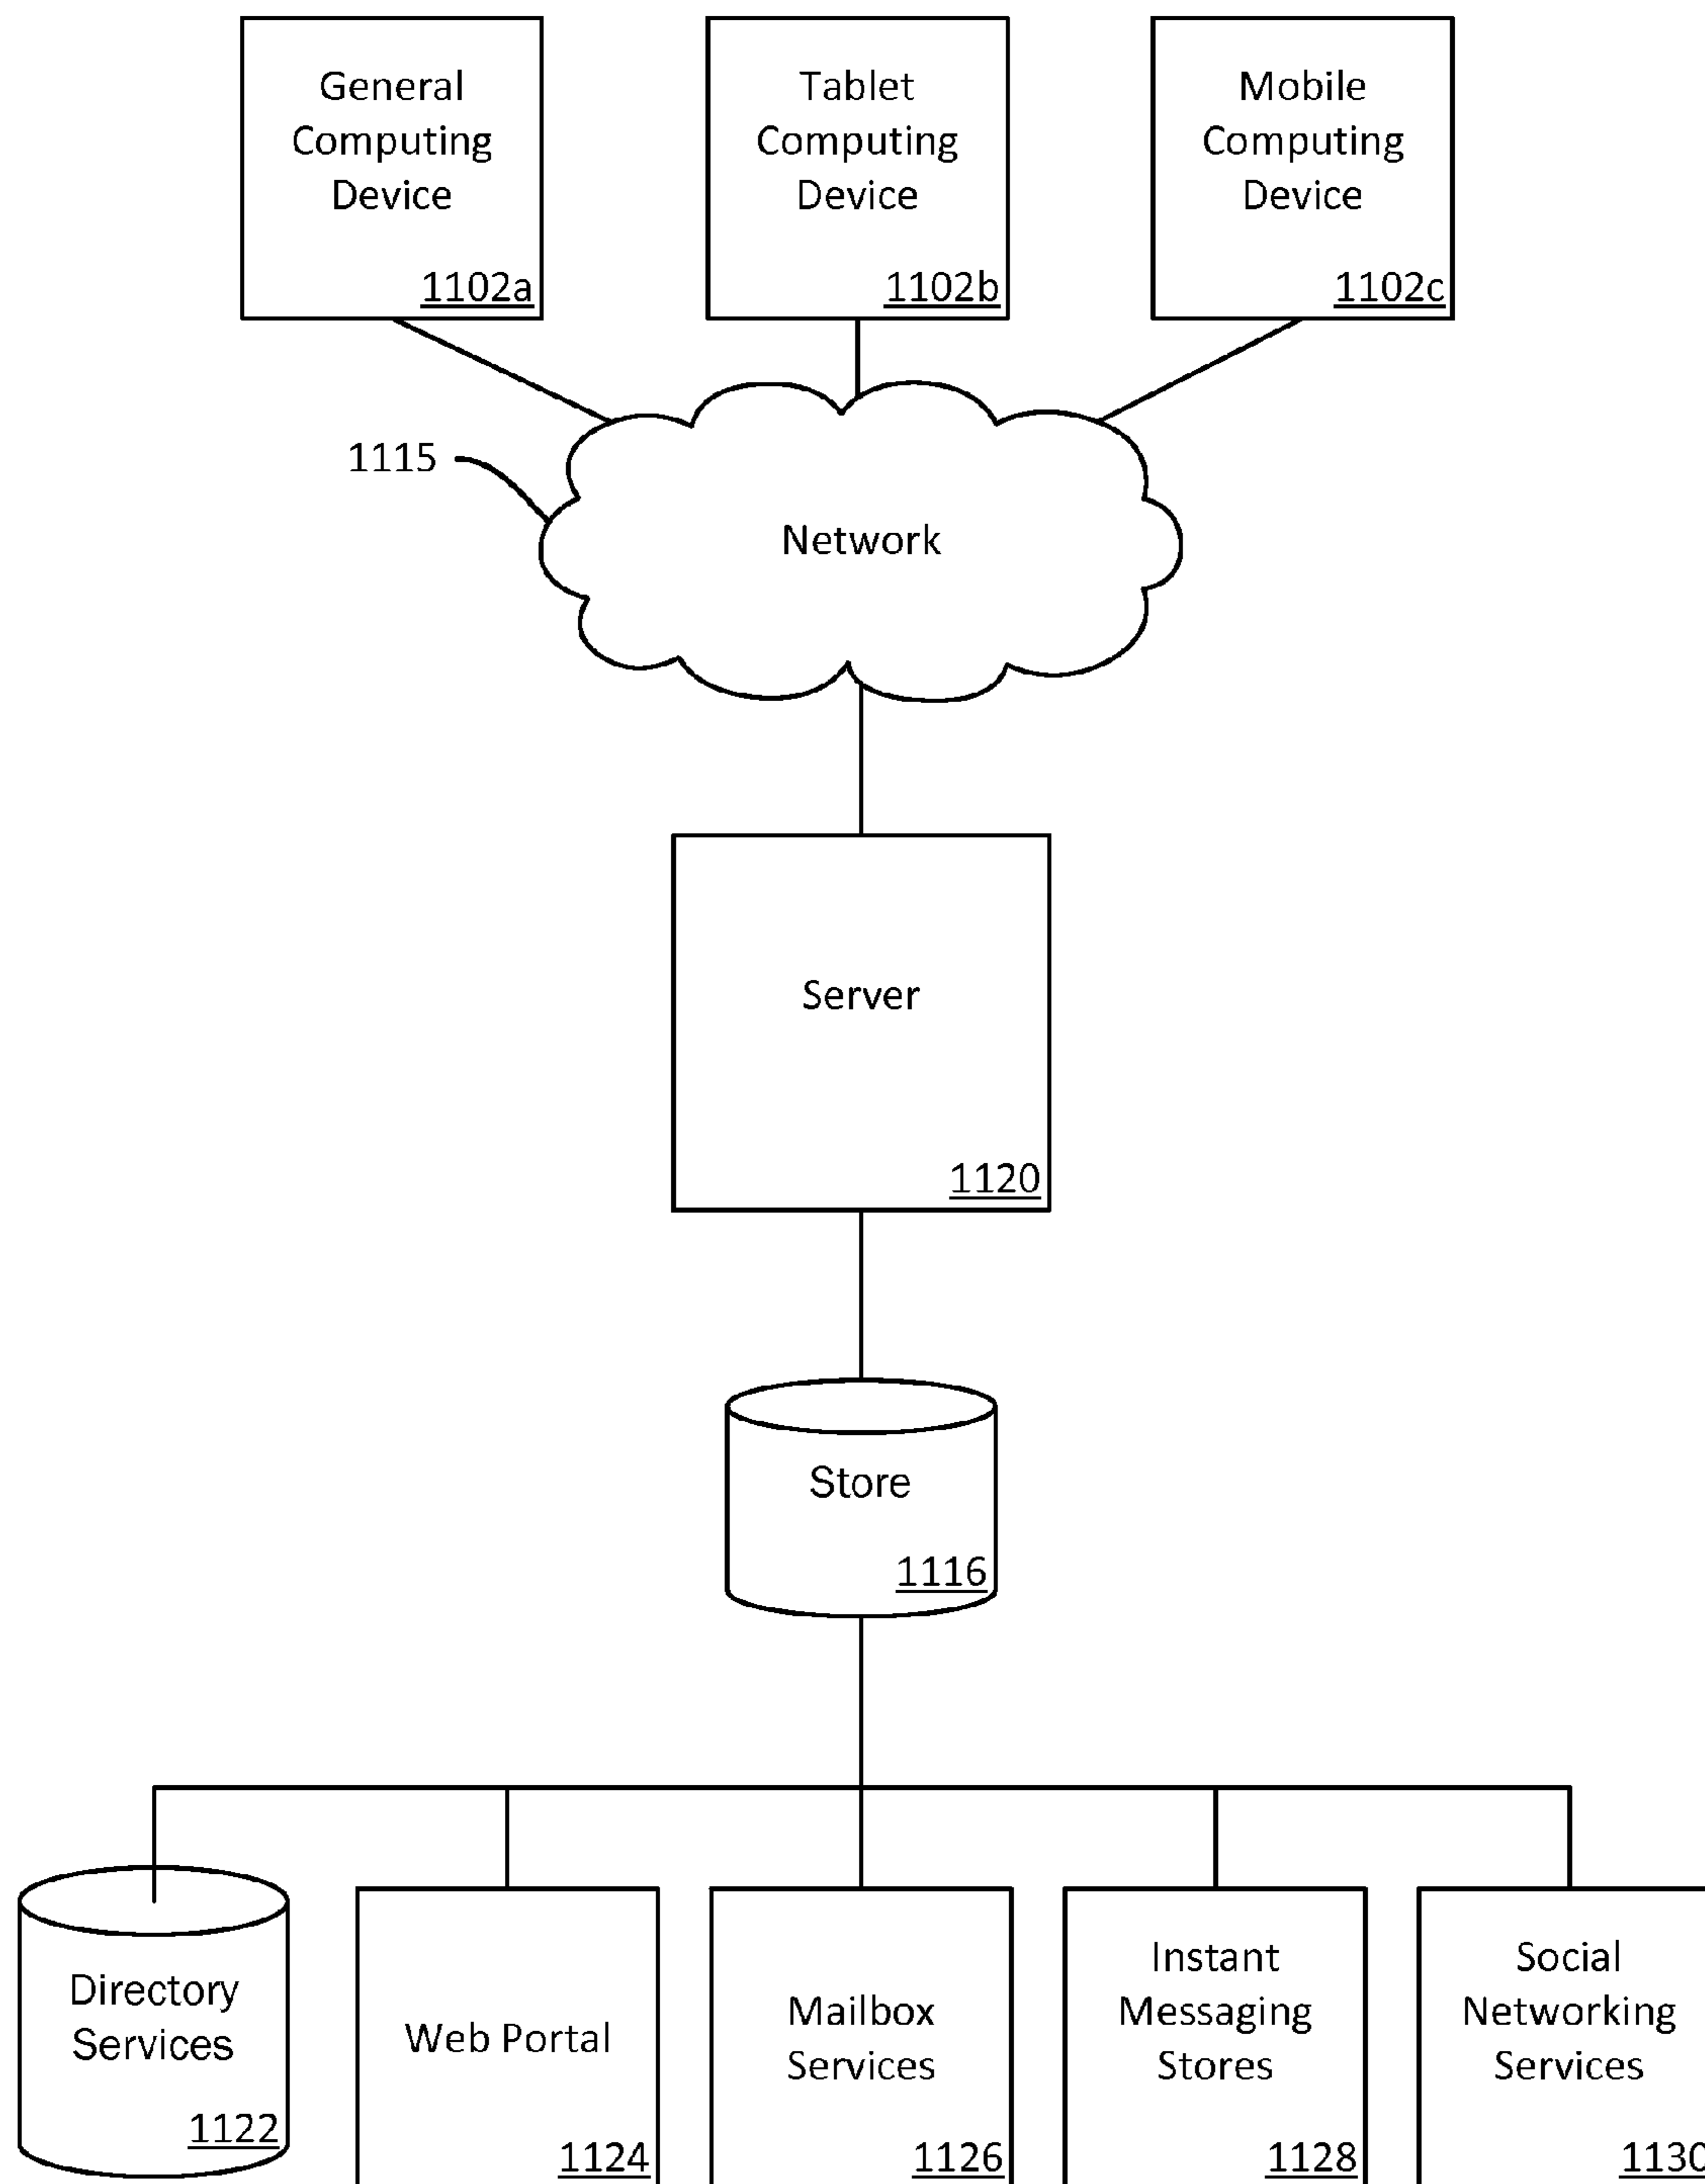 General
Computing
Device
1102a
Tablet
Computing
Device
1102b
Mobile
Computing
Device
1102c
1115
Network
Server
1120
Store
1116
Directory
Services
1122
Web Portal
1124
Mailbox
Services
1126
Instant
Messaging
Stores
1128
Social
Networking
Services
1130